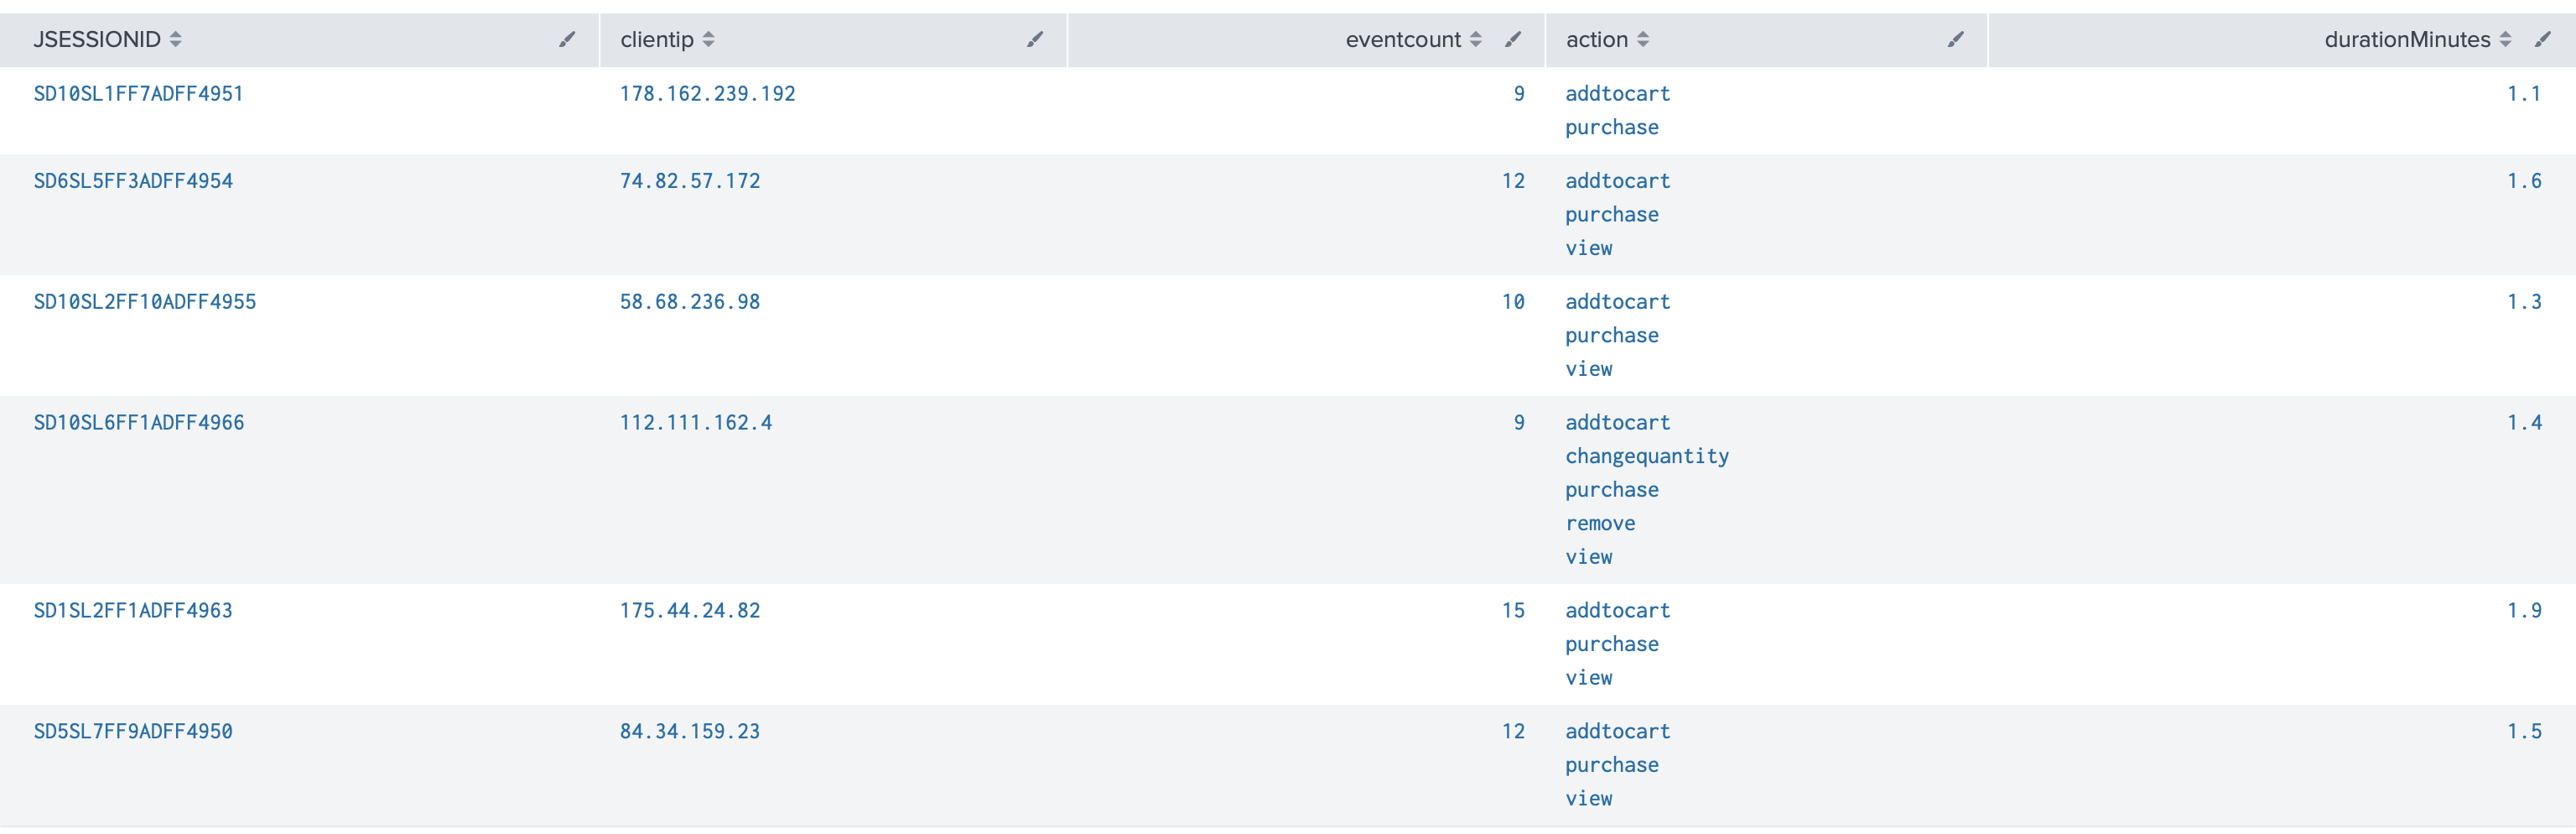 JSESSIONID clientip eventcount action durationMinutes
SD10SL1FF7ADFF4951 178.162.239.192 9 addtocart 1.1
purchase
SD6SL5FF3ADFF4954 74.82.57.172 12 addtocart 1.6
purchase
view
SD10SL2FF10ADFF4955 58.68.236.98 10 addtocart 1.3
purchase
view
SD10SL6FF1ADFF4966 112.111.162.4 9 addtocart 1.4
changequantity
purchase
remove
view
SD1SL2FF1ADFF4963 175.44.24.82 15 addtocart 1.9
purchase
view
SD5SL7FF9ADFF4950 84.34.159.23 12 addtocart 1.5
purchase
view